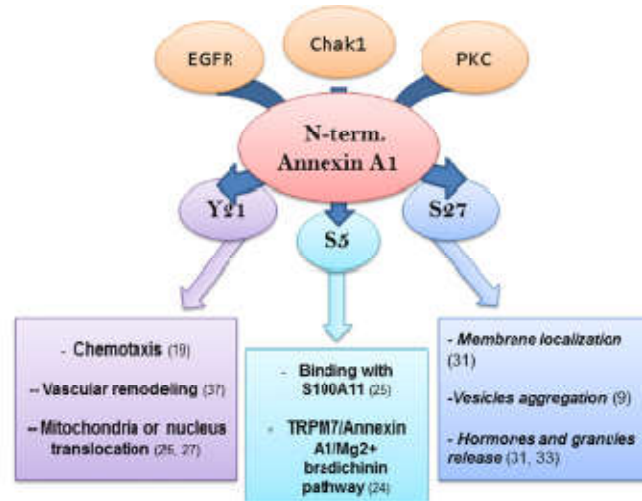 EGFR
Chak1
PKC
N-term.
Annexin A1
Y21
S5
S27
- Chemotaxis (19)
-- Vascular remodeling (37)
-- Mitochondria or nucleus
translocation (26, 27)
- Binding with
S100A11 (25)
- TRPM7/Annexin
A1/Mg2+
bradichinin
pathway (24)
- Membrane localization
(31)
-Vesicles aggregation (9)
- Hormones and granules
release (31, 33)